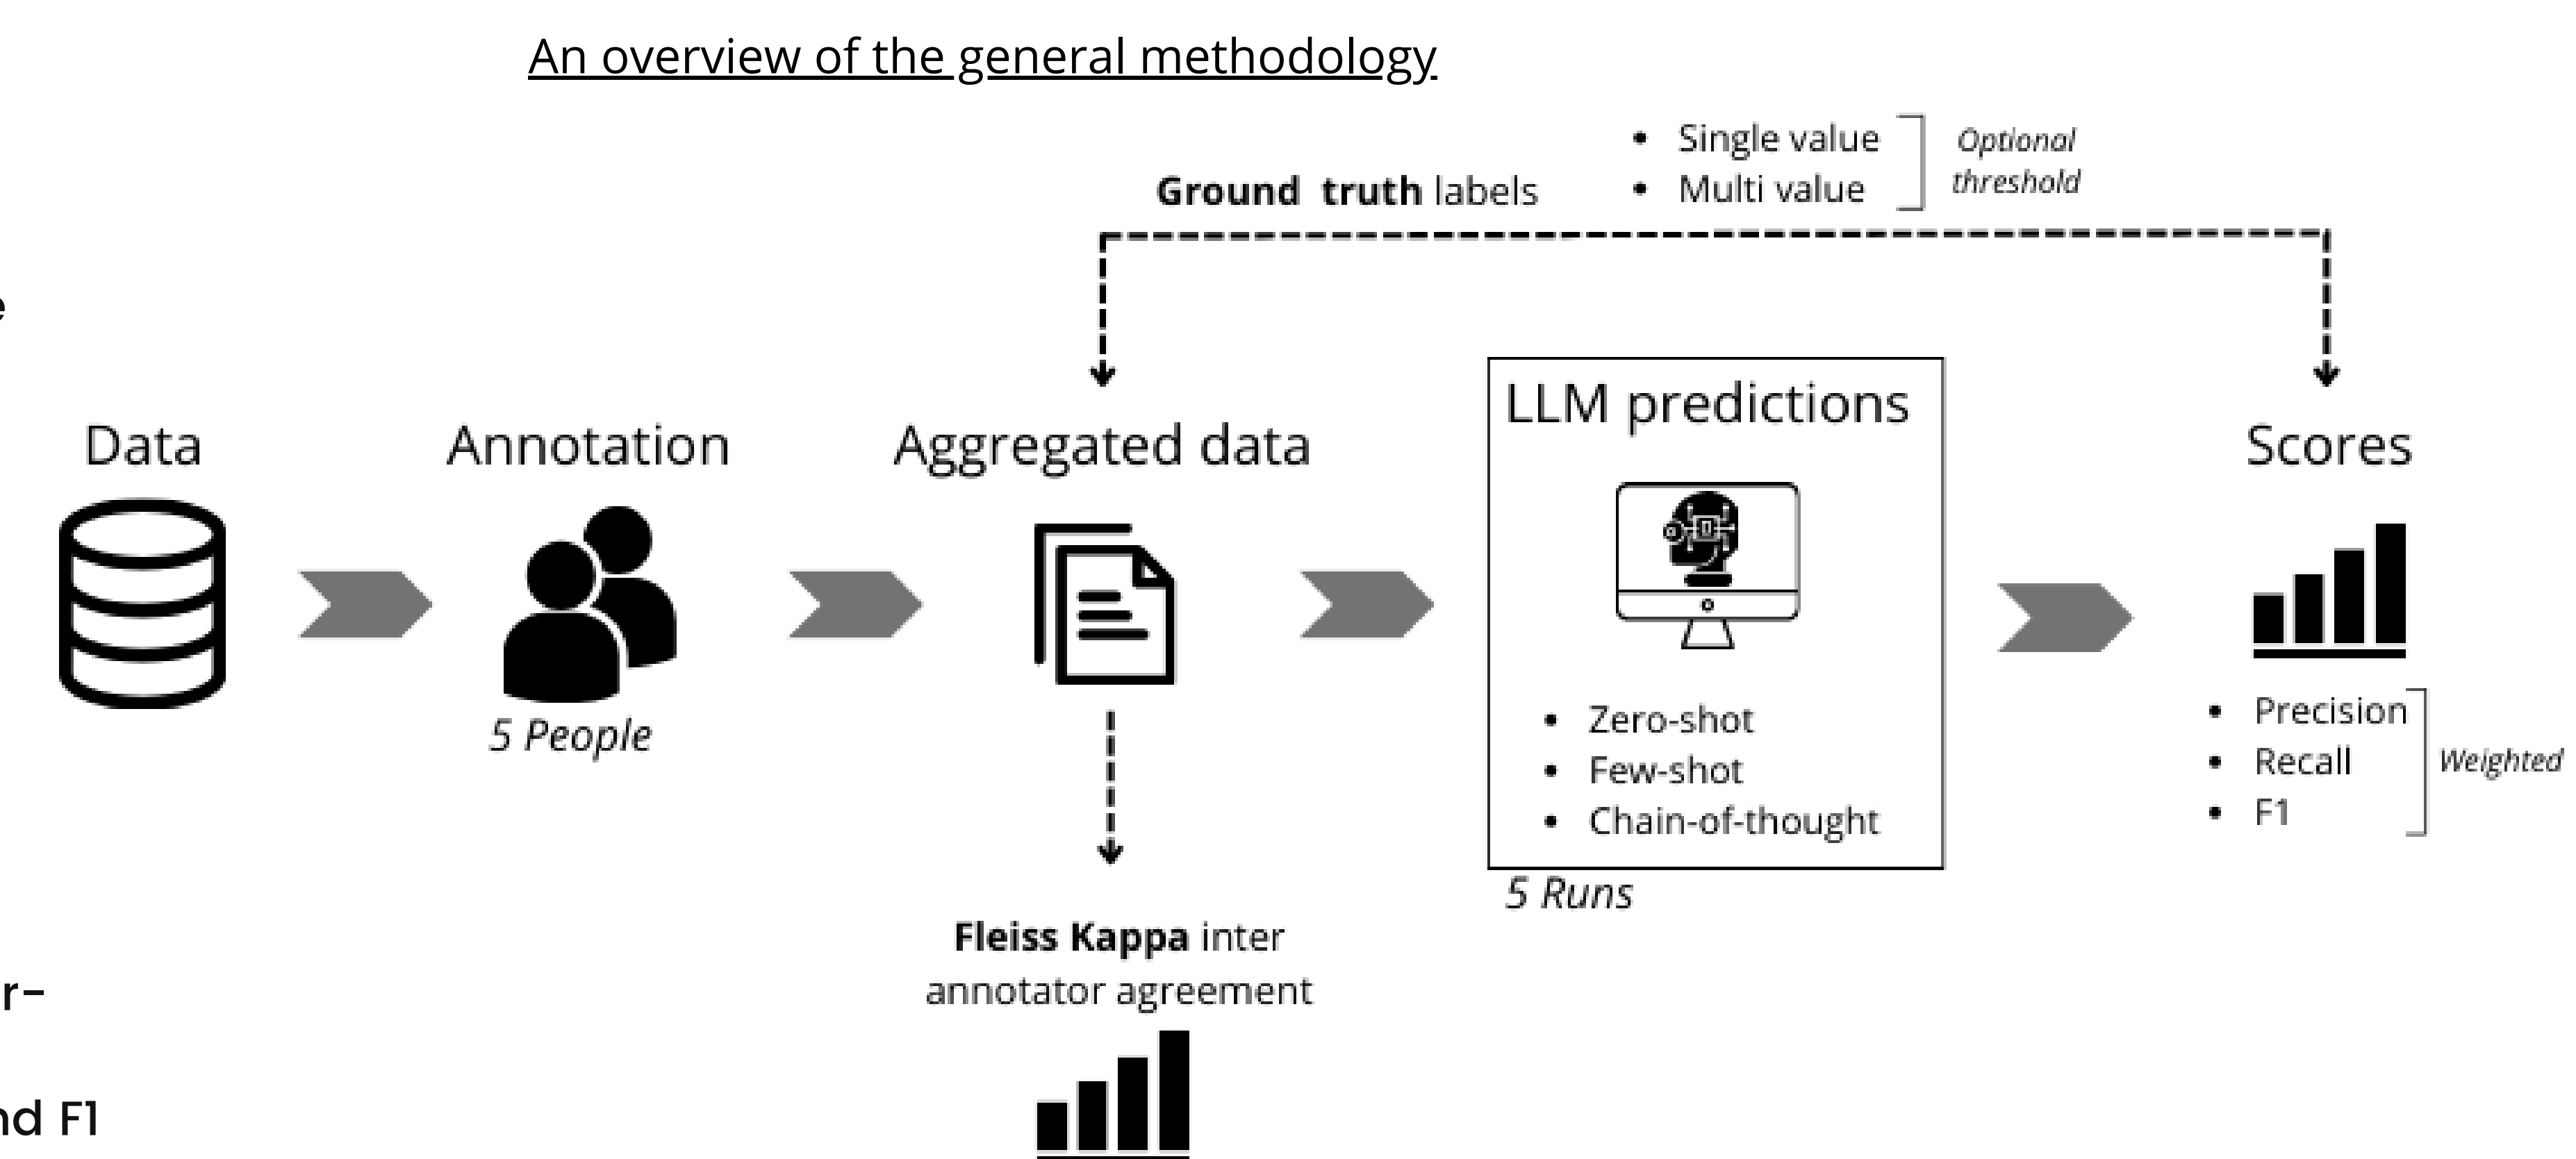 An overview of the general methodology
• Single value
• Multi value
Optional
threshold
Ground truth labels
e
Data
Annotation
5 People
Aggregated data
LLM predictions
• Zero-shot
• Few-shot
• Chain-of-thought
5 Runs
Scores
• Precision
• Recall
• F1
Weighted
Fleiss Kappa inter
annotator agreement
r-
nd F1